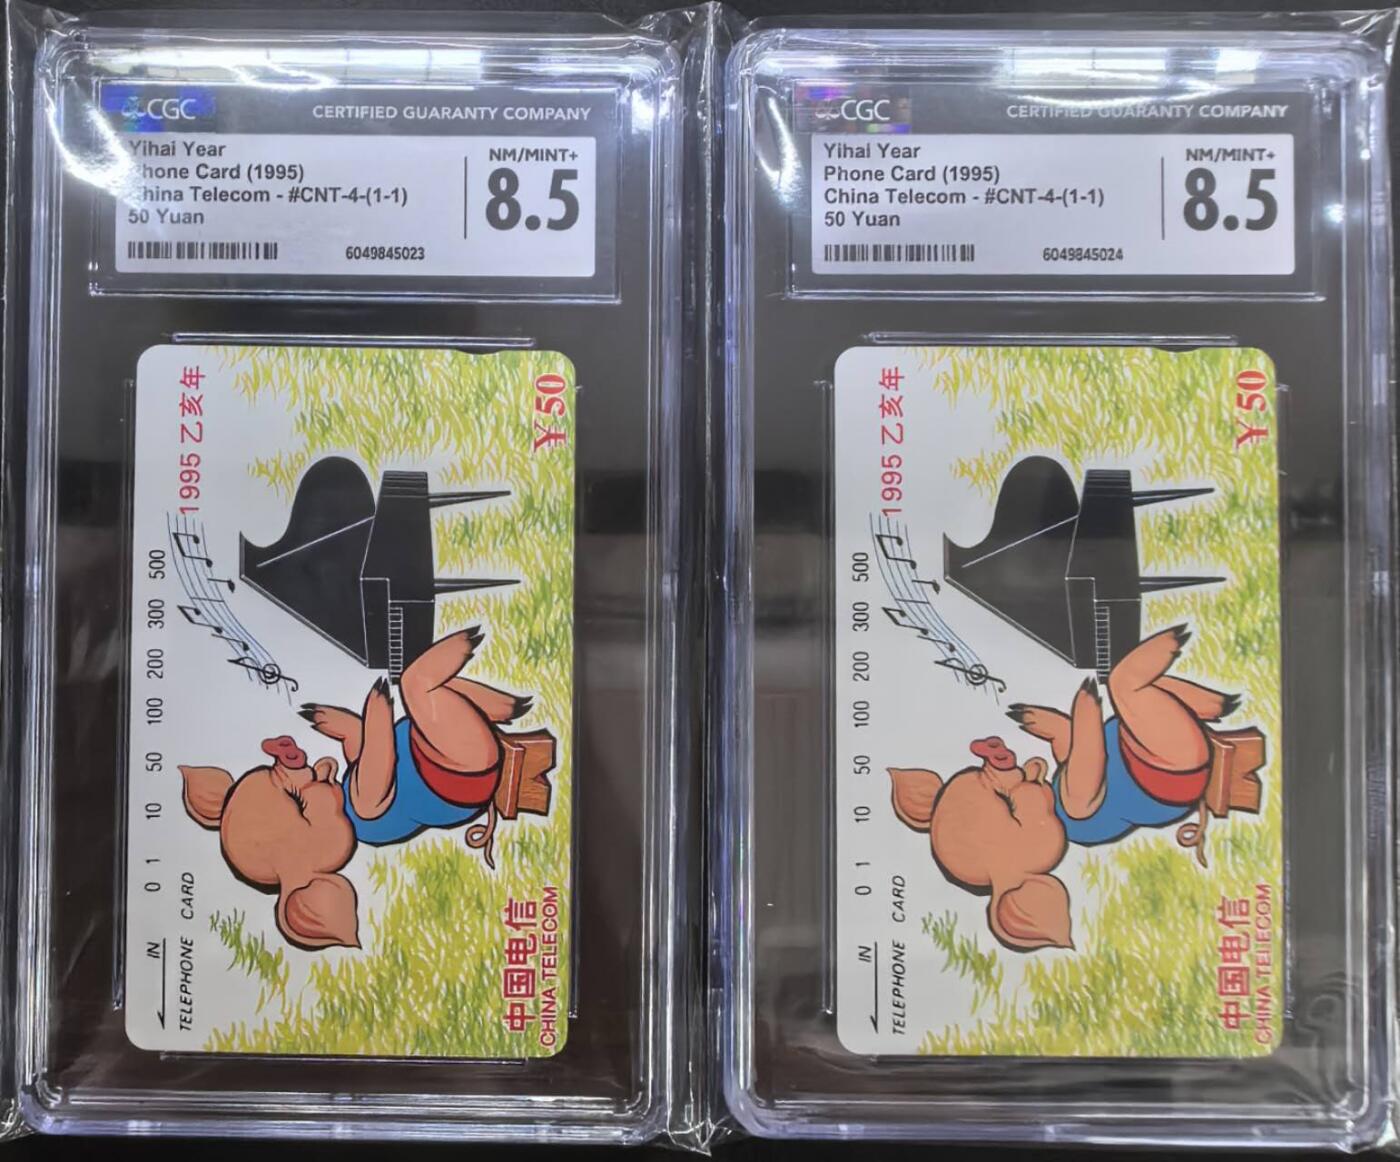 CGC
CERTIFIED GUARANTY COMPANY
Yihai Year
Phone Card (1995)
China Telecom - #CNT-4-(1-1)
50 Yuan
NM/MINT+
8.5
6049845023
1995 乙亥年
¥50
0 1 10 50 100 200 300 500
IN
TELEPHONE CARD
中国电信
CHINA TELECOM
CGC
CERTIFIED GUARANTY COMPANY
Yihai Year
Phone Card (1995)
China Telecom - #CNT-4-(1-1)
50 Yuan
NM/MINT+
8.5
6049845024
1995 乙亥年
¥50
0 1 10 50 100 200 300 500
IN
TELEPHONE CARD
中国电信
CHINA TELECOM